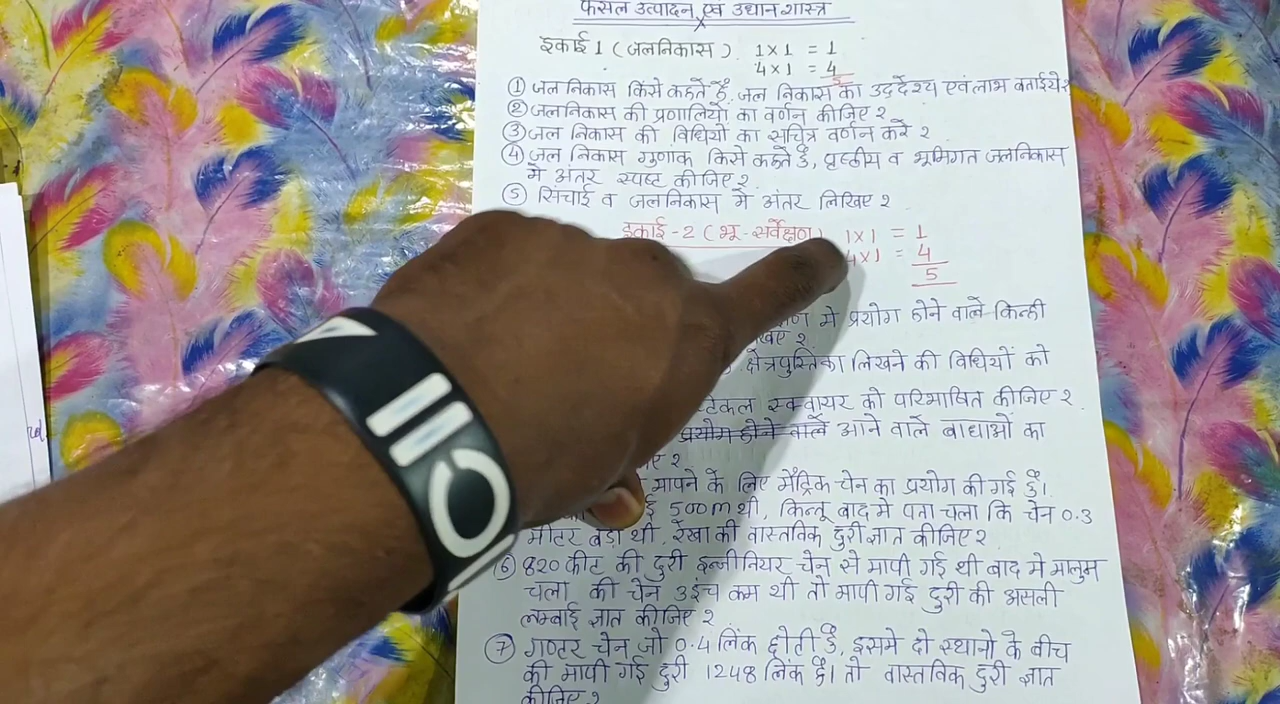 फसल उत्पादन एवं उद्यान शास्त्र
इकाई 1 (जलनिकास) 1×1 = 1
4×1 = 4
5
① जल निकास किसे कहते हैं, जल निकास का उद्देश्य एवं लाभ बताईये?
② जलनिकास की प्रणालियों का वर्णन कीजिए?
③ जल निकास की विधियों का सचित्र वर्णन करें?
④ जल निकास गुणांक किसे कहते हैं, पृष्ठीय व भूमिगत जलनिकास
में अंतर स्पष्ट कीजिए?
⑤ सिंचाई व जलनिकास में अंतर लिखिए?
इकाई-2 (भू-सर्वेक्षण) 1×1 = 1
4×1 = 4
5
में प्रयोग होने वाले किन्ही
क्षेत्रपुस्तिका लिखने की विधियों को
स्क्वायर को परिभाषित कीजिए?
प्रयोग होने वाले आने वाले बाधाओं का
मापने के लिए मैट्रिक चेन का प्रयोग की गई है।
500m थी, किन्तू बाद में पता चला कि चेन 0.3
मीटर बड़ी थी, रेखा की वास्तविक दुरी ज्ञात कीजिए?
⑥ 820 फीट की दुरी इन्जीनियर चेन से मापी गई थी बाद में मालुम
चला की चेन 3 इंच कम थी तो मापी गई दुरी की असली
लम्बाई ज्ञात कीजिए?
⑦ गण्टर चेन जो 0.4 लिंक छोटी है, इसमे दो स्थानो के बीच
की मापी गई दुरी 1248 लिंक है। तो वास्तविक दुरी ज्ञात
कीजिए?